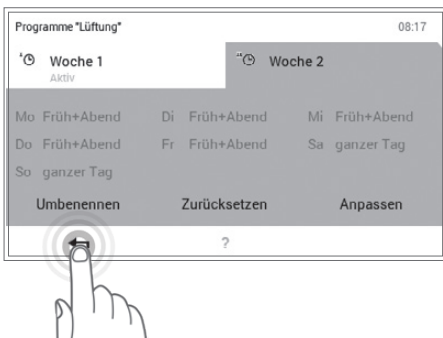 Programme "Lüftung" 08:17
Woche 1 Woche 2
Aktiv
Mo Früh+Abend Di Früh+Abend Mi Früh+Abend
Do Früh+Abend Fr Früh+Abend Sa ganzer Tag
So ganzer Tag
Umbenennen Zurücksetzen Anpassen
?